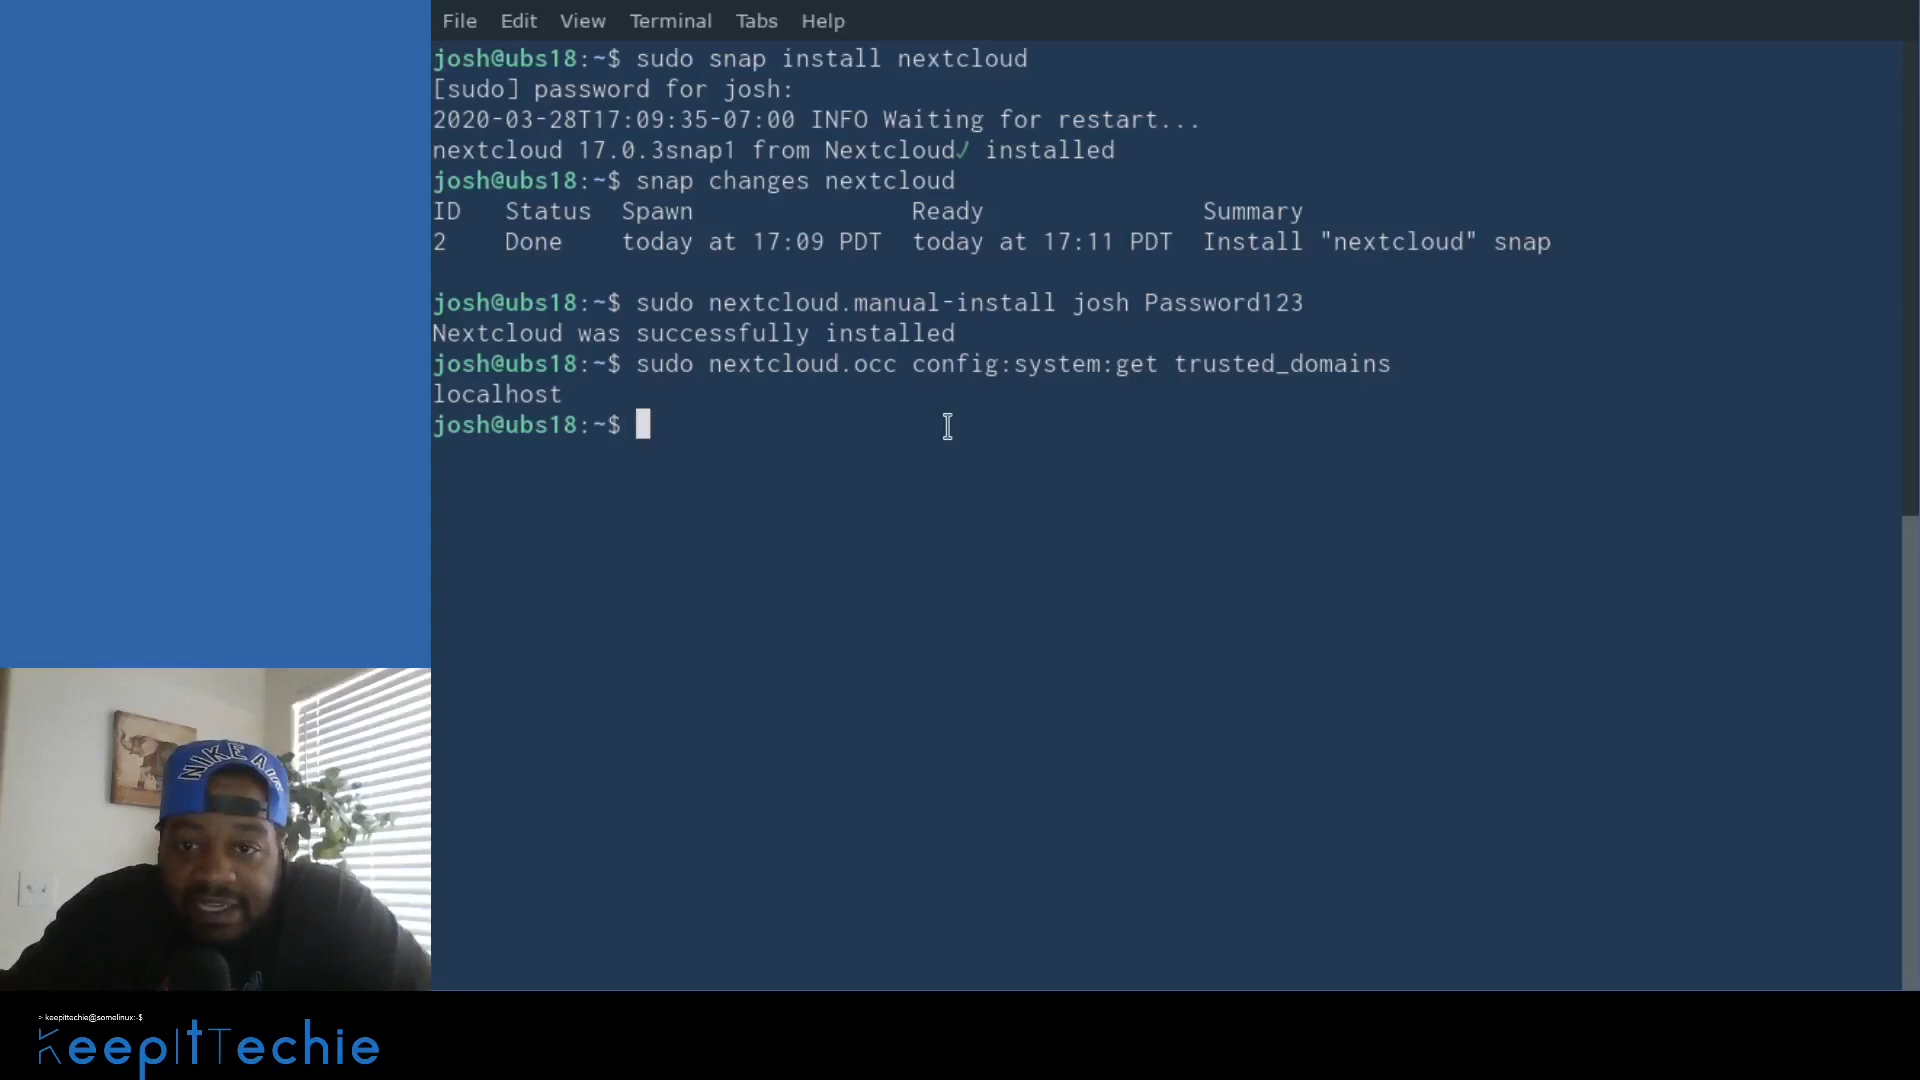 File Edit View Terminal Tabs Help
josh@ubs18:~$ sudo snap install nextcloud
[sudo] password for josh:
2020-03-28T17:09:35-07:00 INFO Waiting for restart...
nextcloud 17.0.3snap1 from Nextcloud✓ installed
josh@ubs18:~$ snap changes nextcloud
ID Status Spawn Ready Summary
2 Done today at 17:09 PDT today at 17:11 PDT Install "nextcloud" snap
josh@ubs18:~$ sudo nextcloud.manual-install josh Password123
Nextcloud was successfully installed
josh@ubs18:~$ sudo nextcloud.occ config:system:get trusted_domains
localhost
josh@ubs18:~$
NIKE AIR
> keepittechie@somelinux:~$
KeepItTechie